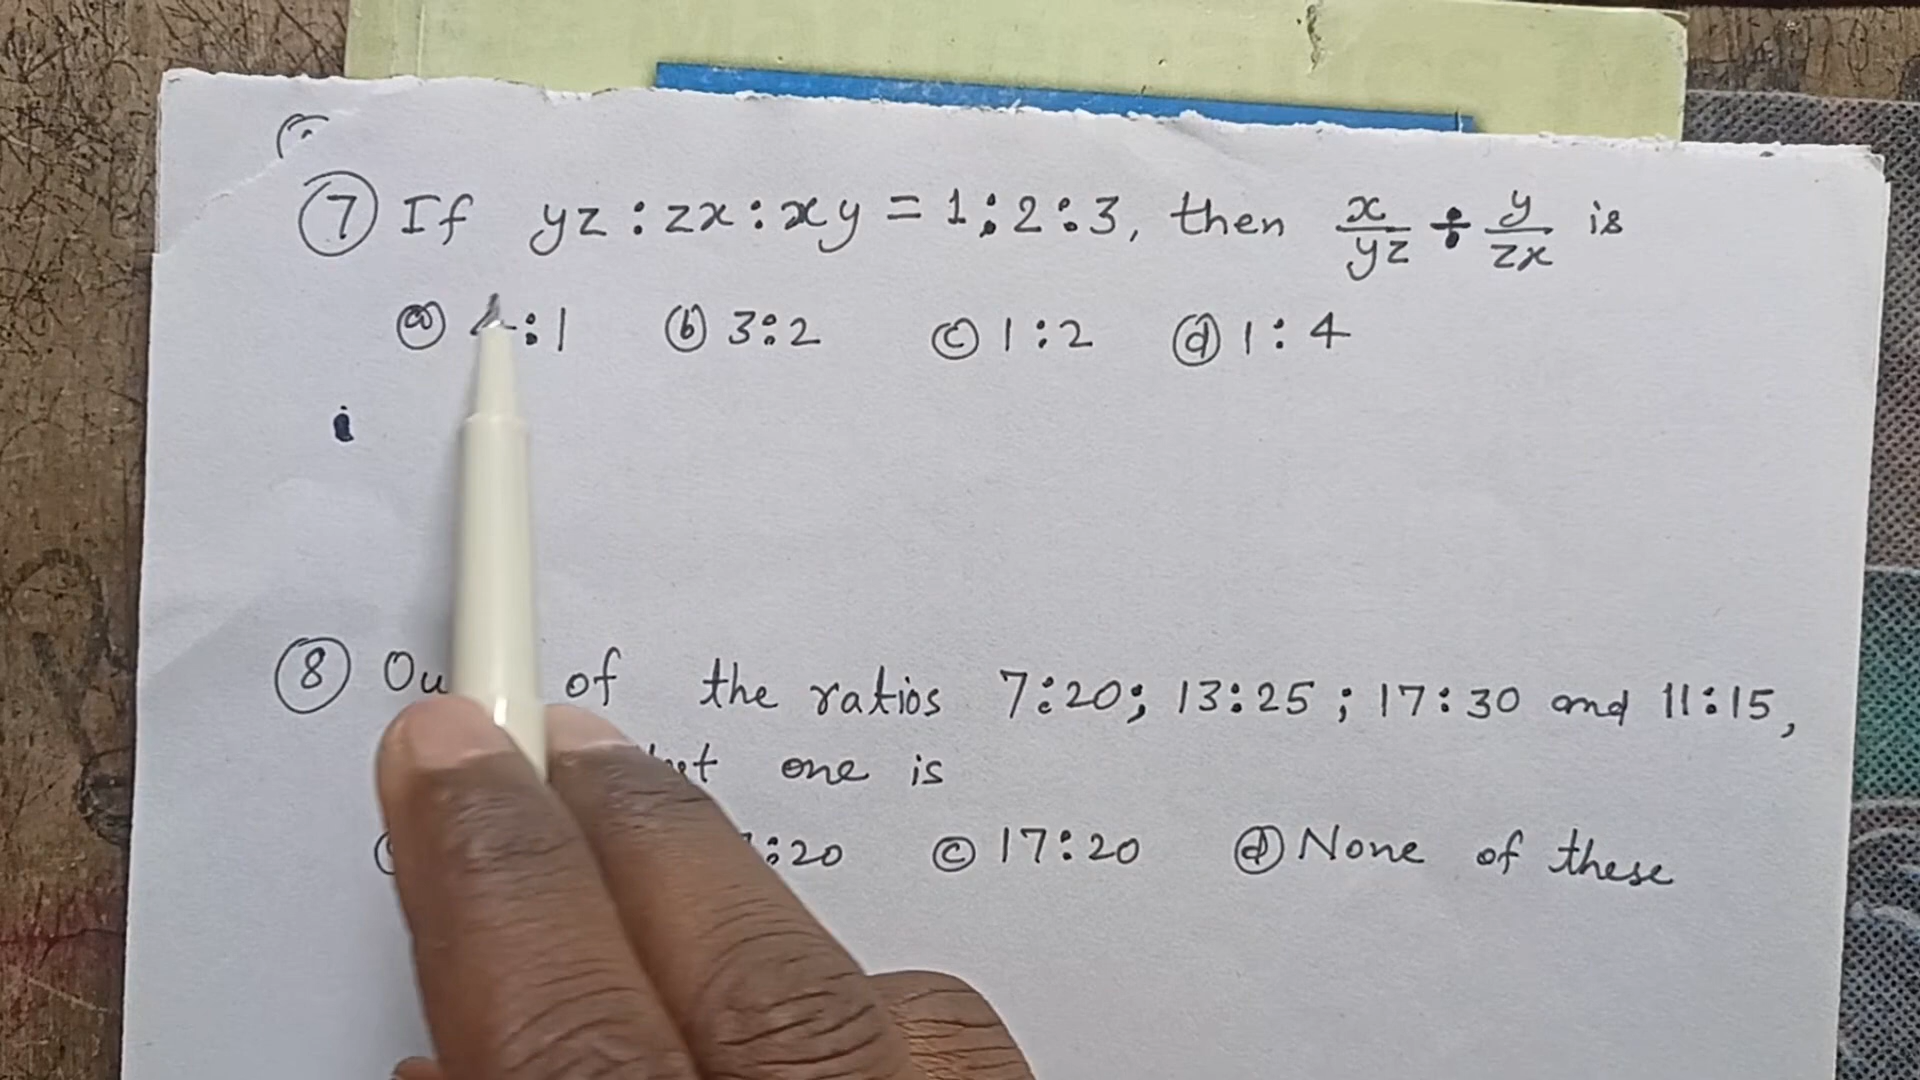 ⑦ If yz : zx : xy = 1 : 2 : 3, then x/yz ÷ y/zx is
ⓐ 4 : 1 ⓑ 3 : 2 ⓒ 1 : 2 ⓓ 1 : 4
⑧ of the ratios 7 : 20; 13 : 25 ; 17 : 30 and 11 : 15,
one is
: 20 ⓒ 17 : 20 ⓓ None of these